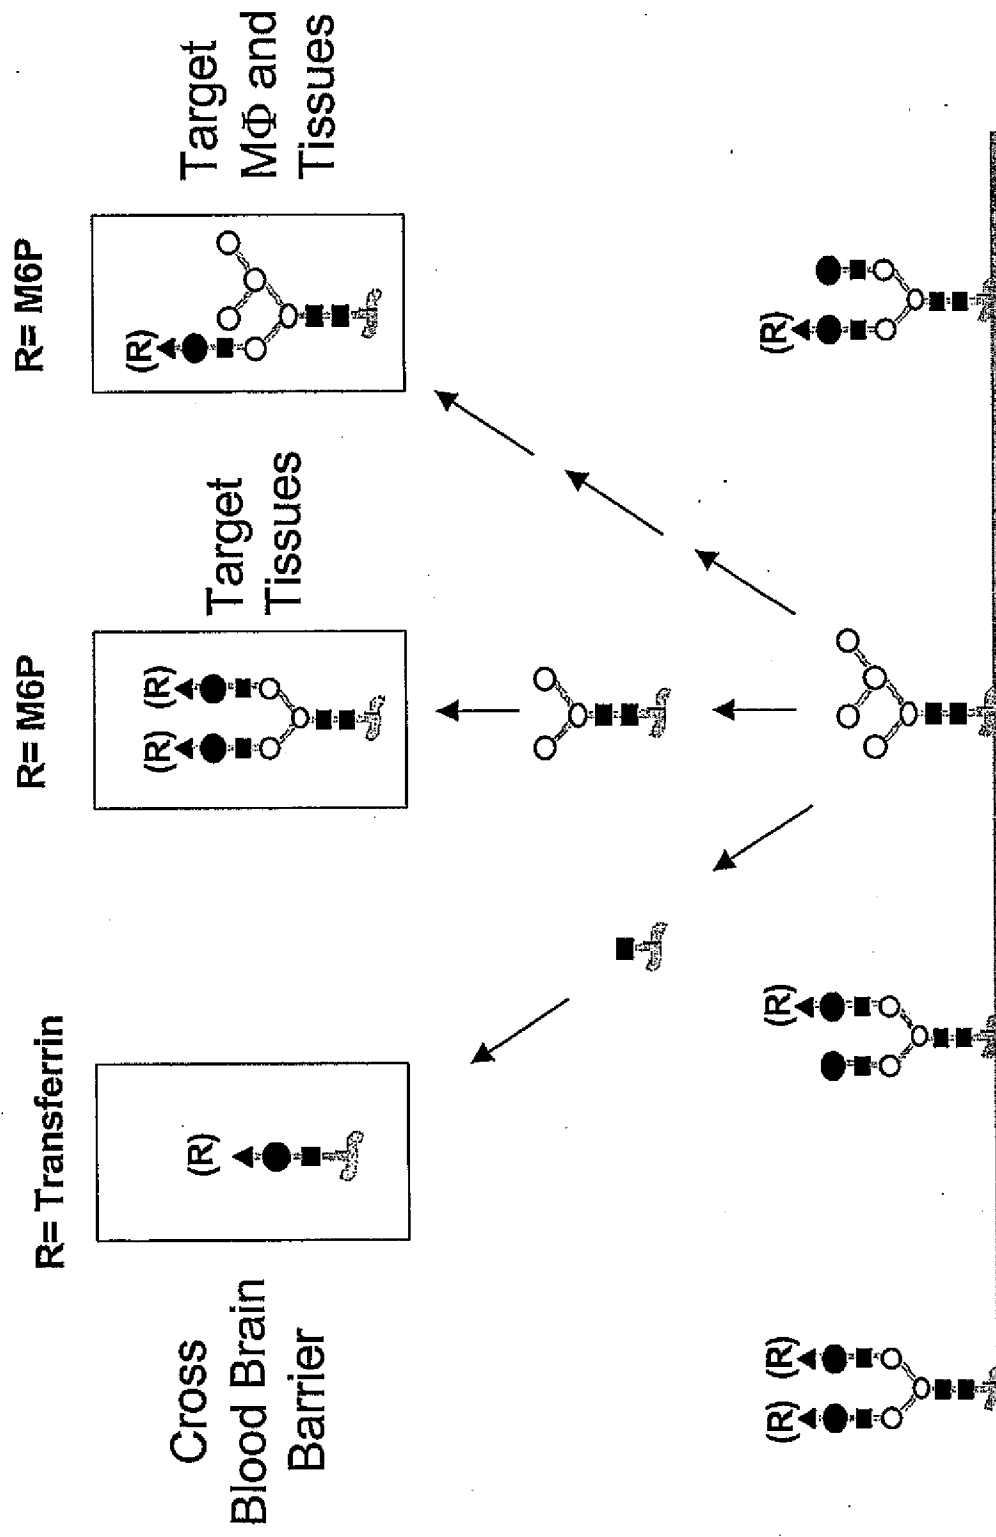 R= Transferrin
R= M6P
R= M6P
Cross
Blood Brain
Barrier
(R)
(R)
(R)
Target
Tissues
(R)
Target
MΦ and
Tissues
(R)
(R)
(R)
(R)